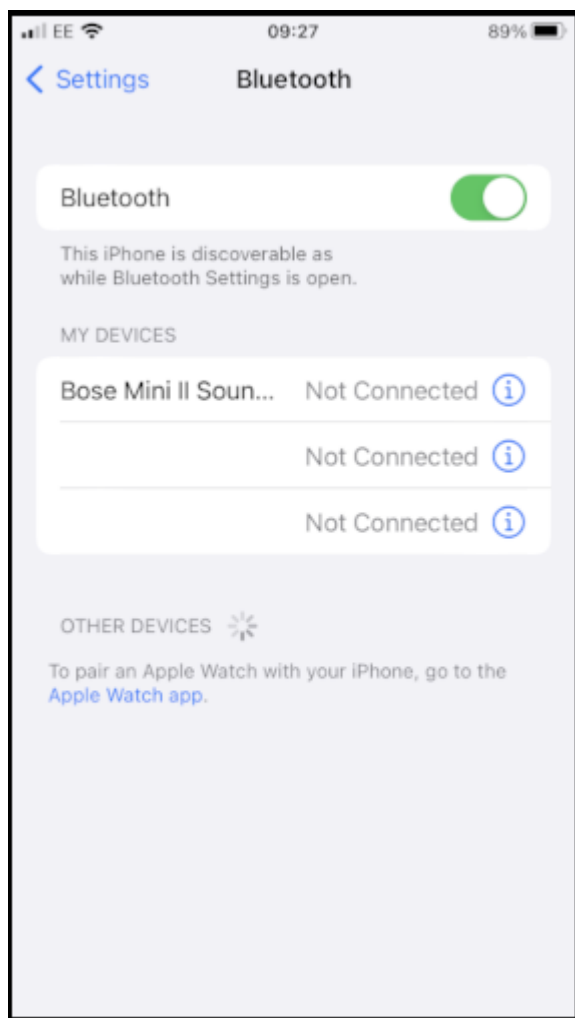 EE 09:27 89%
Settings Bluetooth
Bluetooth
This iPhone is discoverable as
while Bluetooth Settings is open.
MY DEVICES
Bose Mini II Soun... Not Connected
Not Connected
Not Connected
OTHER DEVICES
To pair an Apple Watch with your iPhone, go to the
Apple Watch app.